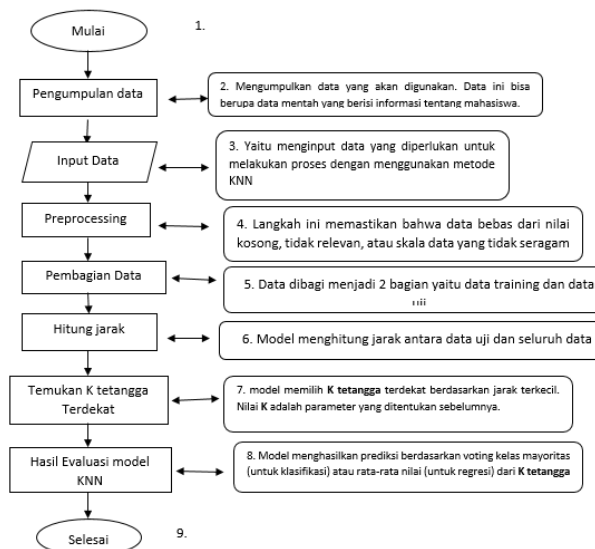 Mulai
1.
Pengumpulan data
2. Mengumpulkan data yang akan digunakan. Data ini bisa
berupa data mentah yang berisi informasi tentang mahasiswa.
Input Data
3. Yaitu menginput data yang diperlukan untuk
melakukan proses dengan menggunakan metode
KNN
Preprocessing
4. Langkah ini memastikan bahwa data bebas dari nilai
kosong, tidak relevan, atau skala data yang tidak seragam
Pembagian Data
5. Data dibagi menjadi 2 bagian yaitu data training dan data
uji
Hitung jarak
6. Model menghitung jarak antara data uji dan seluruh data
Temukan K tetangga
Terdekat
7. model memilih K tetangga terdekat berdasarkan jarak terkecil.
Nilai K adalah parameter yang ditentukan sebelumnya.
Hasil Evaluasi model
KNN
8. Model menghasilkan prediksi berdasarkan voting kelas mayoritas
(untuk klasifikasi) atau rata-rata nilai (untuk regresi) dari K tetangga
Selesai
9.